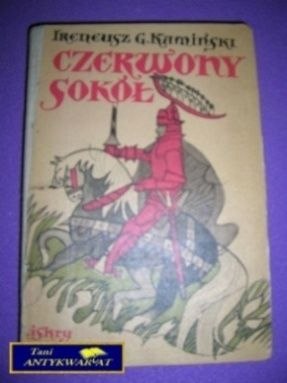 IRENEUSZ G. KAMIŃSKI
CZERWONY
SOKÓŁ
iskry
Tani
ANTYKWARIAT